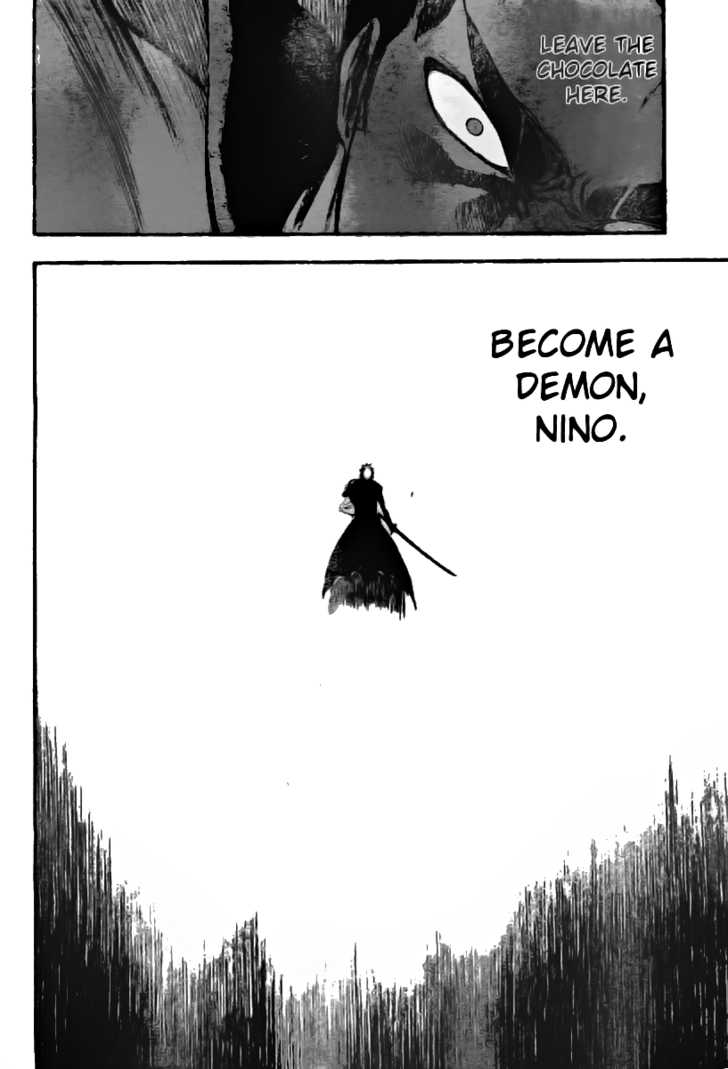 LEAVE THE
CHOCOLATE
HERE.
BECOME A
DEMON,
NINO.